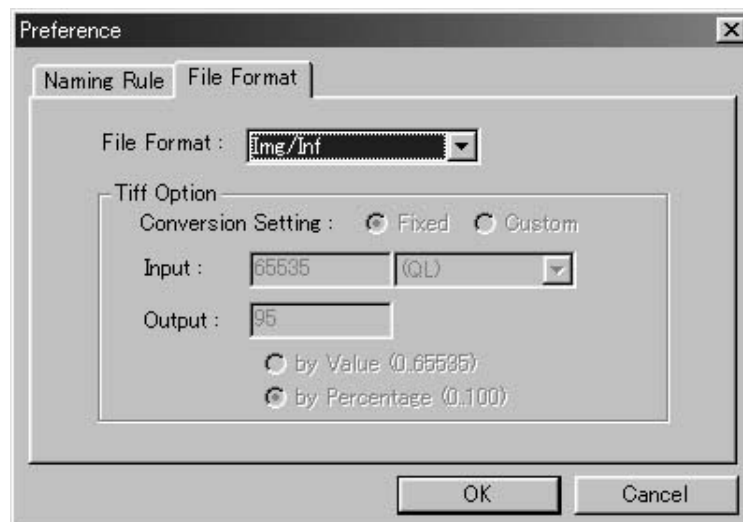 Preference
Naming Rule File Format
File Format : Img/Inf
Tiff Option
Conversion Setting : Fixed Custom
Input : 65535 (QL)
Output : 95
by Value (0..65535)
by Percentage (0..100)
OK Cancel